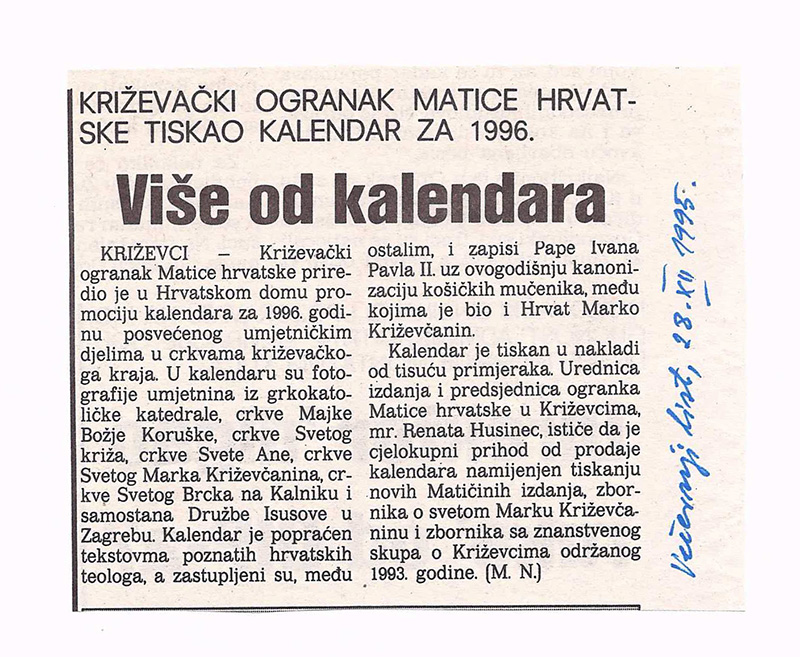 KRIŽEVAČKI OGRANAK MATICE HRVAT-
SKE TISKAO KALENDAR ZA 1996.
Više od kalendara
KRIŽEVCI – Križevački
ogranak Matice hrvatske prire-
dio je u Hrvatskom domu pro-
mociju kalendara za 1996. godi-
nu posvećenog umjetničkim
djelima u crkvama križevačko-
ga kraja. U kalendaru su foto-
grafije umjetnina iz grkokato-
ličke katedrale, crkve Majke
Božje Koruške, crkve Svetog
križa, crkve Svete Ane, crkve
Svetog Marka Križevčanina, cr-
kve Svetog Brcka na Kalniku i
samostana Družbe Isusove u
Zagrebu. Kalendar je popraćen
tekstovma poznatih hrvatskih
teologa, a zastupljeni su, među
ostalim, i zapisi Pape Ivana
Pavla II. uz ovogodišnju kanoni-
zaciju košičkih mučenika, među
kojima je bio i Hrvat Marko
Križevčanin.
Kalendar je tiskan u nakladi
od tisuću primjeraka. Urednica
izdanja i predsjednica ogranka
Matice hrvatske u Križevcima,
mr. Renata Husinec, ističe da je
cjelokupni prihod od prodaje
kalendara namijenjen tiskanju
novih Matičinih izdanja, zbor-
nika o svetom Marku Križevča-
ninu i zbornika sa znanstvenog
skupa o Križevcima održanog
1993. godine. (M. N.)
Večernji list, 28. XII 1995.